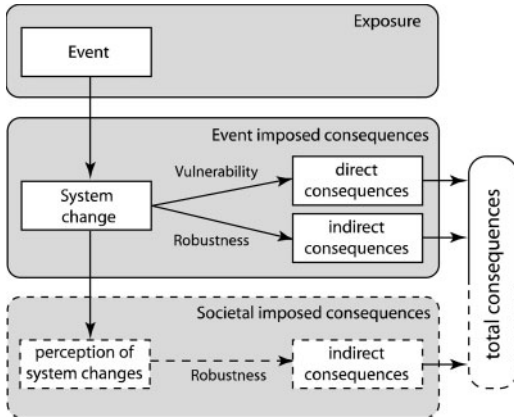 Exposure
Event
Event imposed consequences
Vulnerability
direct
consequences
System
change
Robustness
indirect
consequences
Societal imposed consequences
perception of
system changes
Robustness
indirect
consequences
total consequences